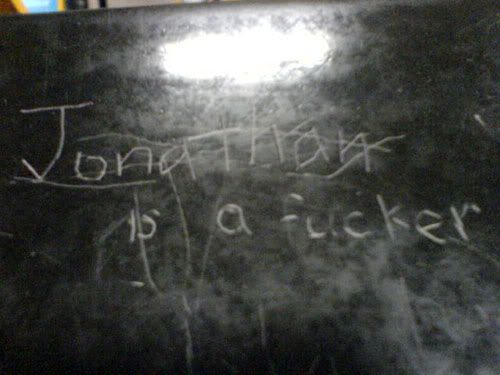 Jonathan
is a fucker